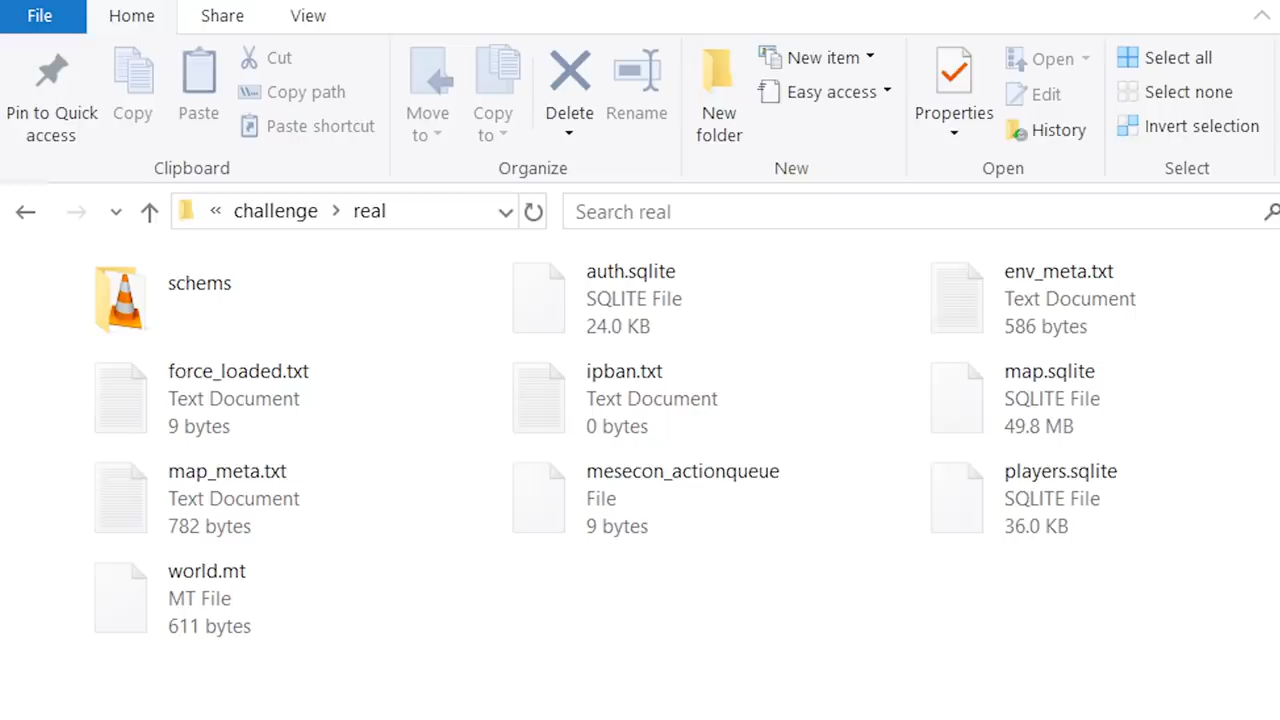 File Home Share View
Pin to Quick
access
Copy
Paste
Cut
Copy path
Paste shortcut
Clipboard
Move
to
Copy
to
Delete
Rename
Organize
New
folder
New item
Easy access
New
Properties
Open
Edit
History
Open
Select all
Select none
Invert selection
Select
« challenge > real
Search real
schems
auth.sqlite
SQLITE File
24.0 KB
env_meta.txt
Text Document
586 bytes
force_loaded.txt
Text Document
9 bytes
ipban.txt
Text Document
0 bytes
map.sqlite
SQLITE File
49.8 MB
map_meta.txt
Text Document
782 bytes
mesecon_actionqueue
File
9 bytes
players.sqlite
SQLITE File
36.0 KB
world.mt
MT File
611 bytes